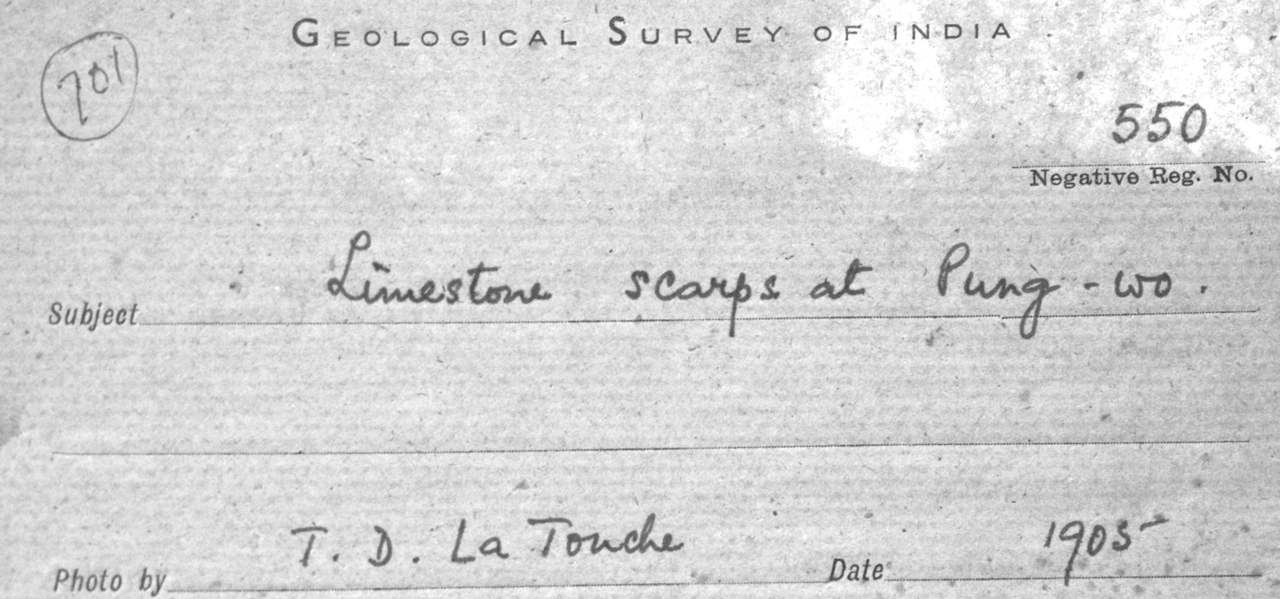 GEOLOGICAL SURVEY OF INDIA
701
550
Negative Reg. No.
Subject Limestone scarps at Pung-wo.
Photo by T. D. La Touche Date 1905